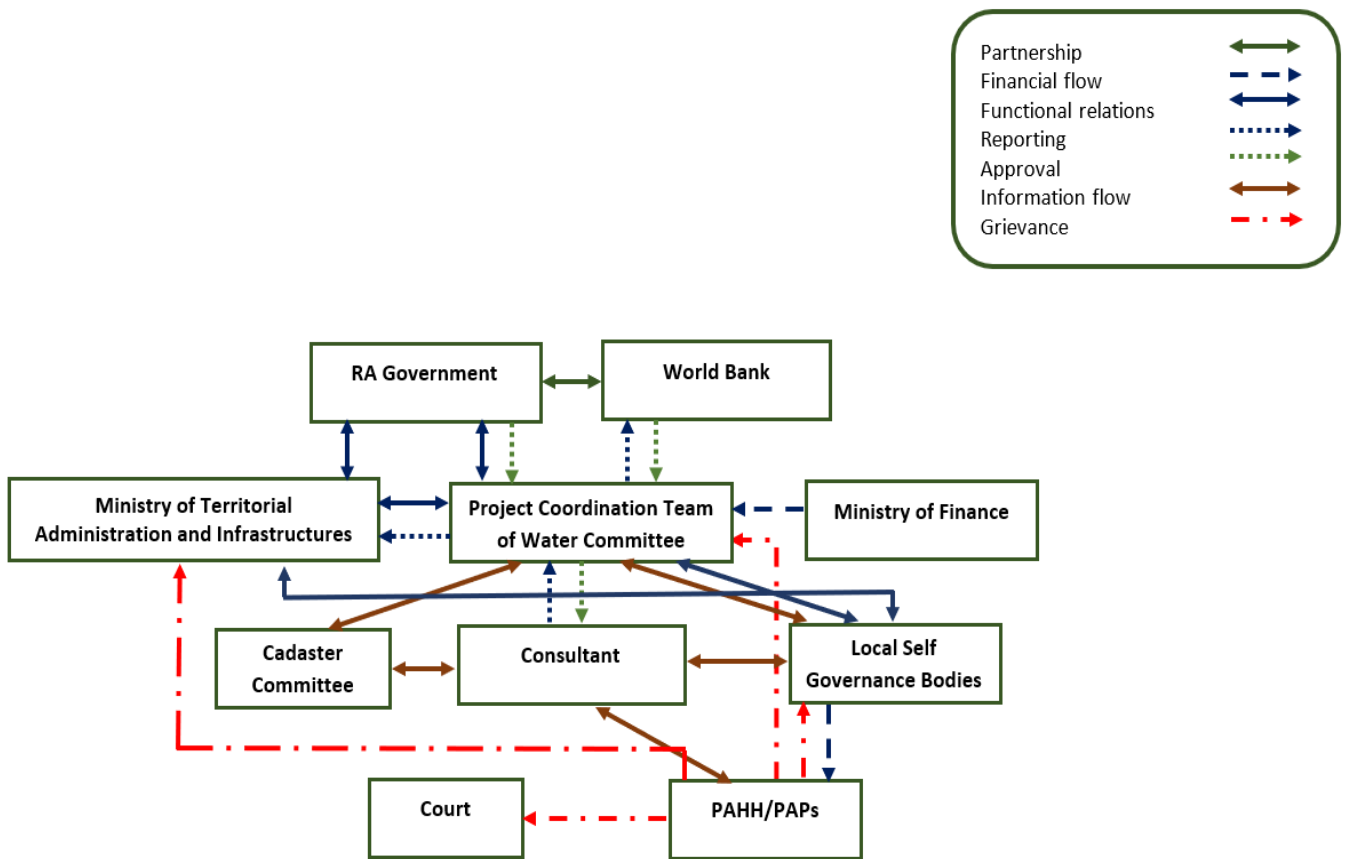 Partnership
Financial flow
Functional relations
Reporting
Approval
Information flow
Grievance
RA Government
World Bank
Ministry of Territorial
Administration and Infrastructures
Project Coordination Team
of Water Committee
Ministry of Finance
Cadaster
Committee
Consultant
Local Self
Governance Bodies
Court
PAHH/PAPs